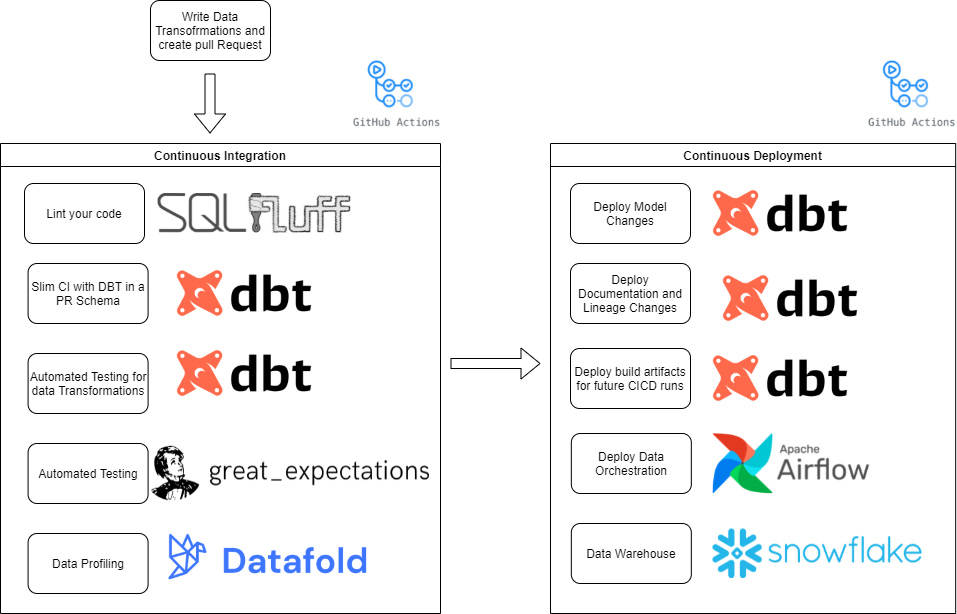 Write Data
Transofrmations and
create pull Request
GitHub Actions
GitHub Actions
Continuous Integration
Lint your code
SQLfluff
Slim CI with DBT in a
PR Schema
dbt
Automated Testing for
data Transformations
dbt
Automated Testing
great_expectations
Data Profiling
Datafold
Continuous Deployment
Deploy Model
Changes
dbt
Deploy
Documentation and
Lineage Changes
dbt
Deploy build artifacts
for future CICD runs
dbt
Deploy Data
Orchestration
Apache
Airflow
Data Warehouse
snowflake